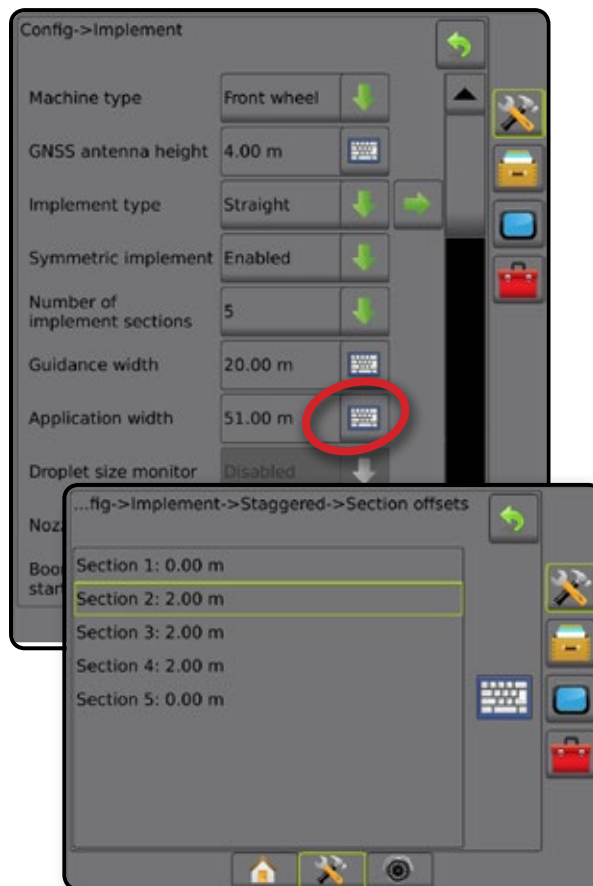 Config->Implement
Machine type Front wheel
GNSS antenna height 4.00 m
Implement type Straight
Symmetric implement Enabled
Number of
implement sections 5
Guidance width 20.00 m
Application width 51.00 m
Droplet size monitor Disabled
...fig->Implement->Staggered->Section offsets
Section 1: 0.00 m
Section 2: 2.00 m
Section 3: 2.00 m
Section 4: 2.00 m
Section 5: 0.00 m